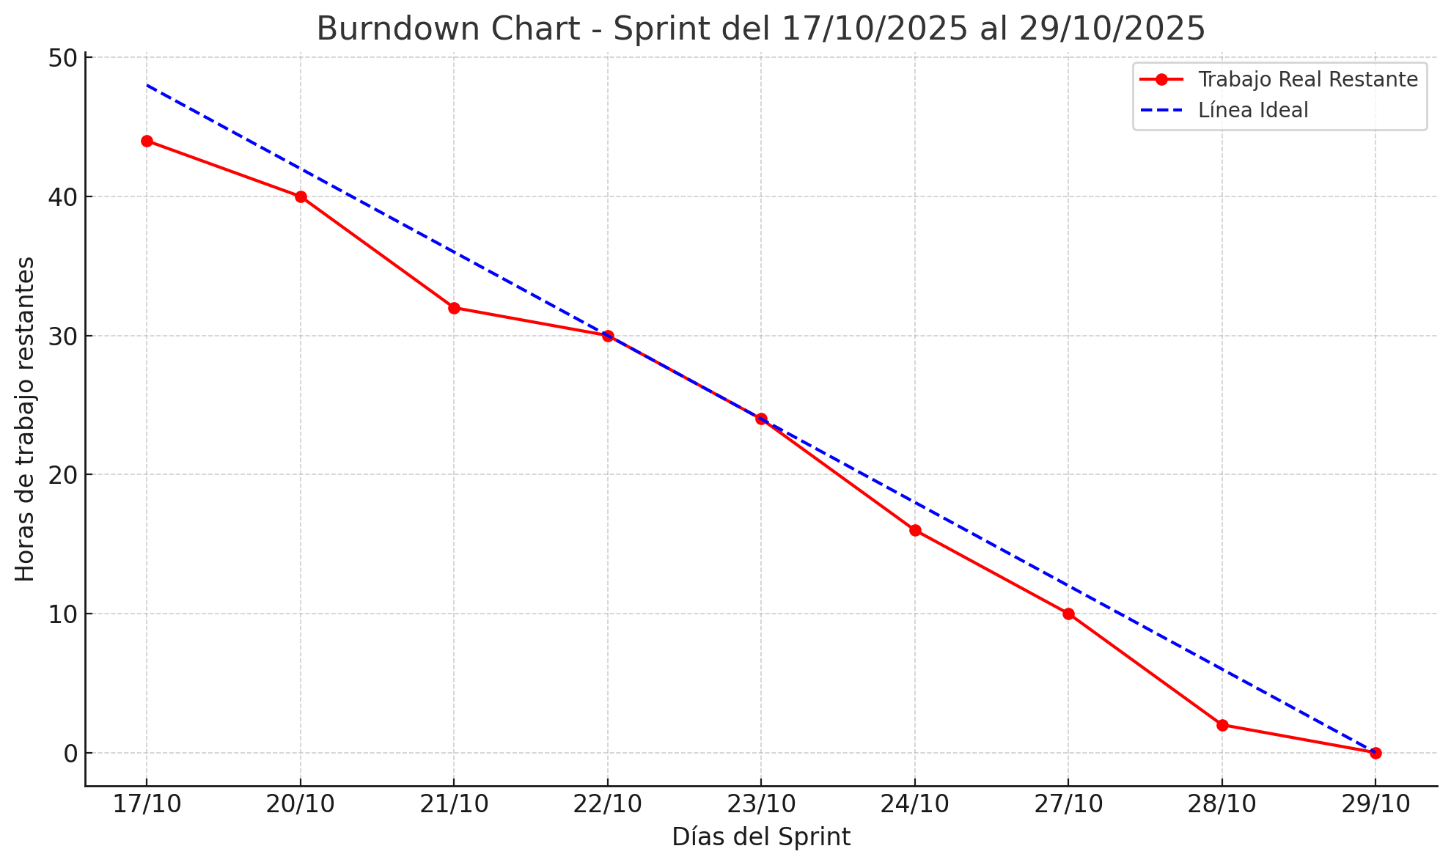 Burndown Chart - Sprint del 17/10/2025 al 29/10/2025
Trabajo Real Restante
Línea Ideal
Horas de trabajo restantes
50
40
30
20
10
0
17/10 20/10 21/10 22/10 23/10 24/10 27/10 28/10 29/10
Días del Sprint